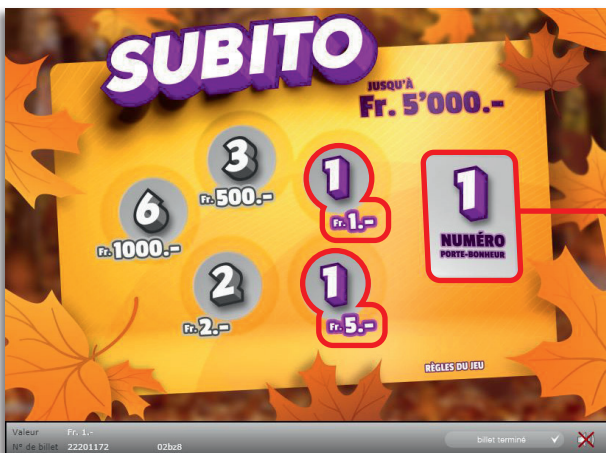 SUBITO
JUSQU'À
Fr. 5'000.-
3
Fr. 500.-
1
Fr. 1.-
6
Fr. 1000.-
2
Fr. 2.-
1
Fr. 5.-
1
NUMÉRO
PORTE-BONHEUR
RÈGLES DU JEU
Valeur Fr. 1.-
N° de billet 22201172 02bz8
billet terminé